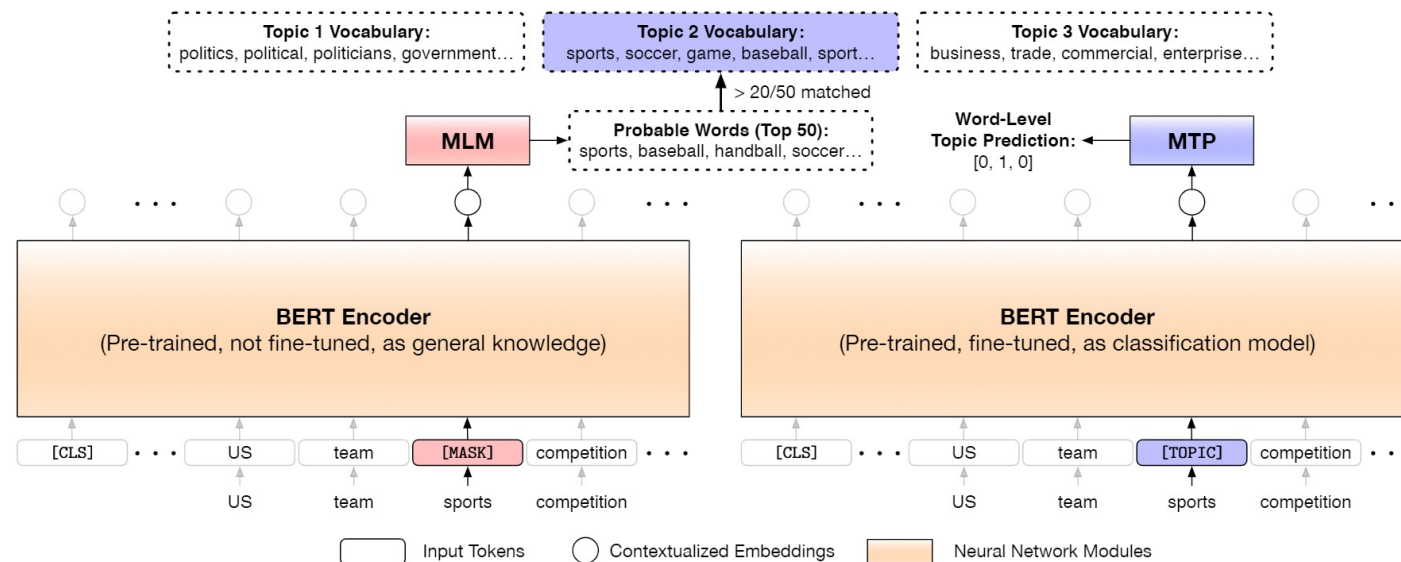 Topic 1 Vocabulary:
politics, political, politicians, government...
Topic 2 Vocabulary:
sports, soccer, game, baseball, sport...
Topic 3 Vocabulary:
business, trade, commercial, enterprise...
> 20/50 matched
MLM
Probable Words (Top 50):
sports, baseball, handball, soccer...
Word-Level
Topic Prediction:
[0, 1, 0]
MTP
BERT Encoder
(Pre-trained, not fine-tuned, as general knowledge)
BERT Encoder
(Pre-trained, fine-tuned, as classification model)
[CLS] ... US team [MASK] competition ...
US team sports competition
[CLS] ... US team [TOPIC] competition ...
US team sports competition
Input Tokens
Contextualized Embeddings
Neural Network Modules